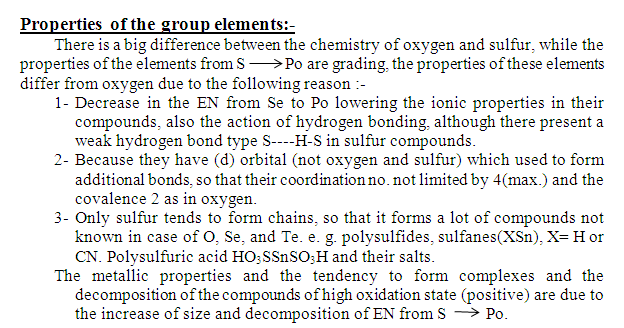 Properties of the group elements:-
There is a big difference between the chemistry of oxygen and sulfur, while the
properties of the elements from S ⟶ Po are grading, the properties of these elements
differ from oxygen due to the following reason :-
1- Decrease in the EN from Se to Po lowering the ionic properties in their
compounds, also the action of hydrogen bonding, although there present a
weak hydrogen bond type S----H-S in sulfur compounds.
2- Because they have (d) orbital (not oxygen and sulfur) which used to form
additional bonds, so that their coordination no. not limited by 4(max.) and the
covalence 2 as in oxygen.
3- Only sulfur tends to form chains, so that it forms a lot of compounds not
known in case of O, Se, and Te. e. g. polysulfides, sulfanes(XSn), X= H or
CN. Polysulfuric acid HO₃SSnSO₃H and their salts.
The metallic properties and the tendency to form complexes and the
decomposition of the compounds of high oxidation state (positive) are due to
the increase of size and decomposition of EN from S → Po.